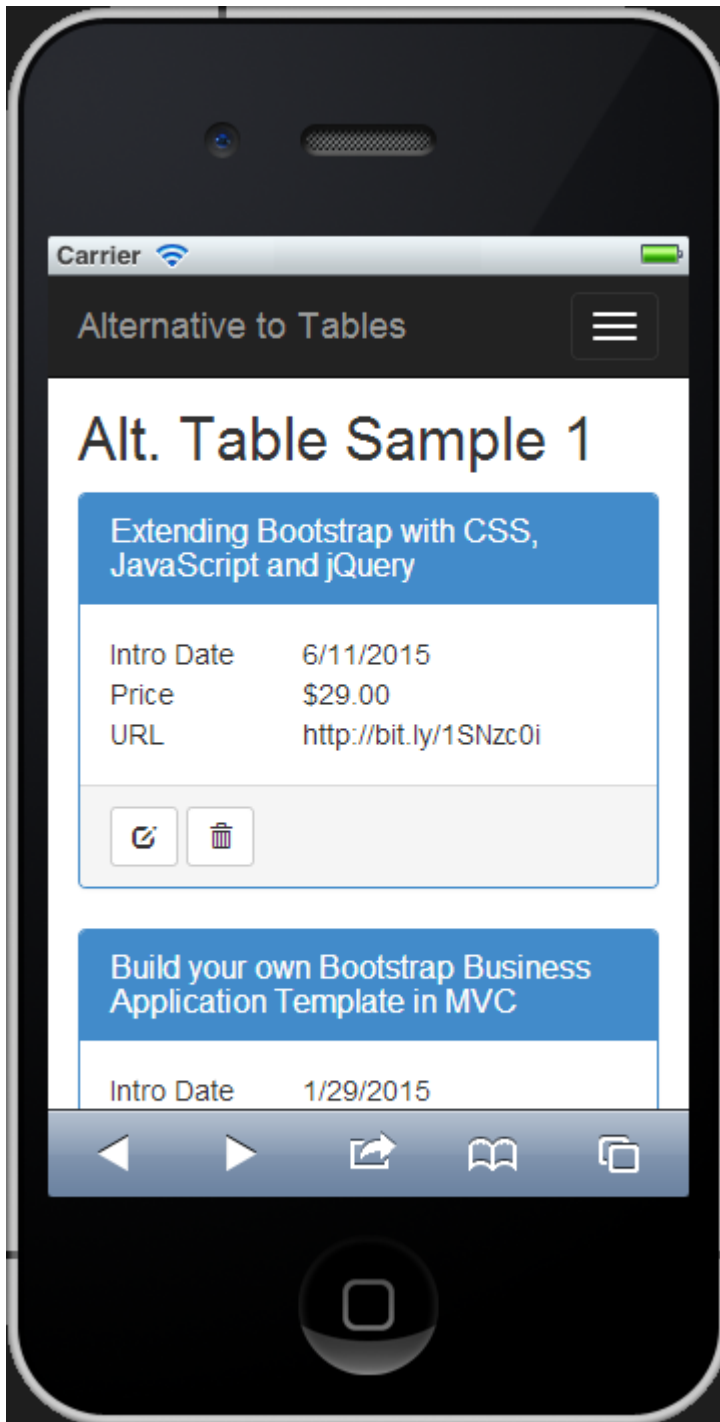 Carrier
Alternative to Tables
Alt. Table Sample 1
Extending Bootstrap with CSS,
JavaScript and jQuery
Intro Date 6/11/2015
Price $29.00
URL http://bit.ly/1SNzc0i
Build your own Bootstrap Business
Application Template in MVC
Intro Date 1/29/2015